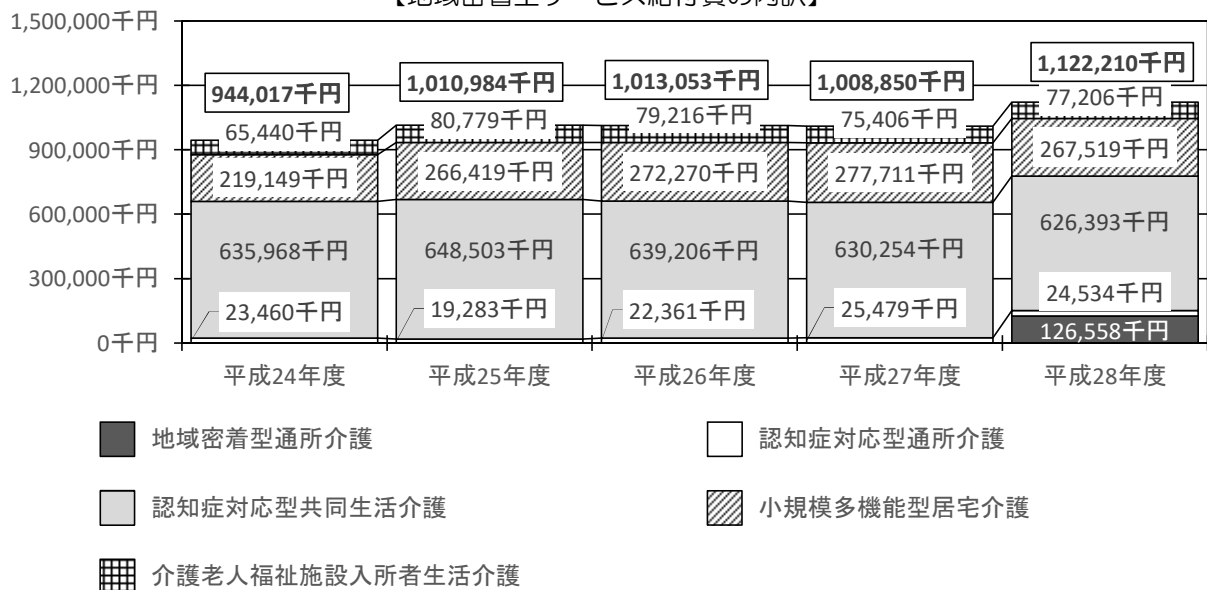 1,500,000千円
1,200,000千円
900,000千円
600,000千円
300,000千円
0千円
944,017千円
1,010,984千円
1,013,053千円
1,008,850千円
1,122,210千円
65,440千円
80,779千円
79,216千円
75,406千円
77,206千円
219,149千円
266,419千円
272,270千円
277,711千円
267,519千円
635,968千円
648,503千円
639,206千円
630,254千円
626,393千円
23,460千円
19,283千円
22,361千円
25,479千円
24,534千円
126,558千円
平成24年度
平成25年度
平成26年度
平成27年度
平成28年度
地域密着型通所介護
認知症対応型通所介護
認知症対応型共同生活介護
小規模多機能型居宅介護
介護老人福祉施設入所者生活介護